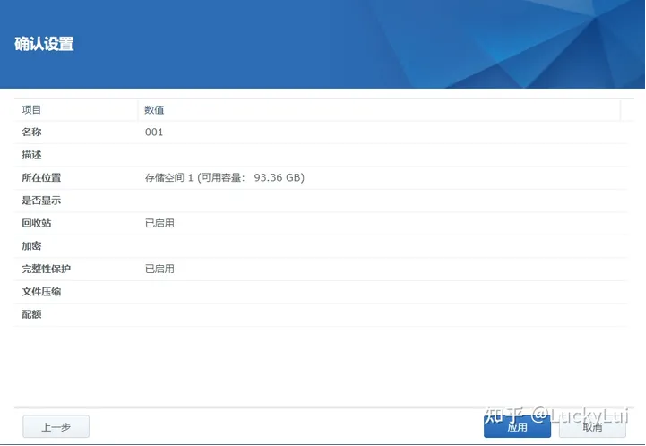 确认设置
项目 数值
名称 001
描述
所在位置 存储空间 1 (可用容量: 93.36 GB)
是否显示
回收站 已启用
加密
完整性保护 已启用
文件压缩
配额
上一步 应用 取消
知乎 @LuckyLui